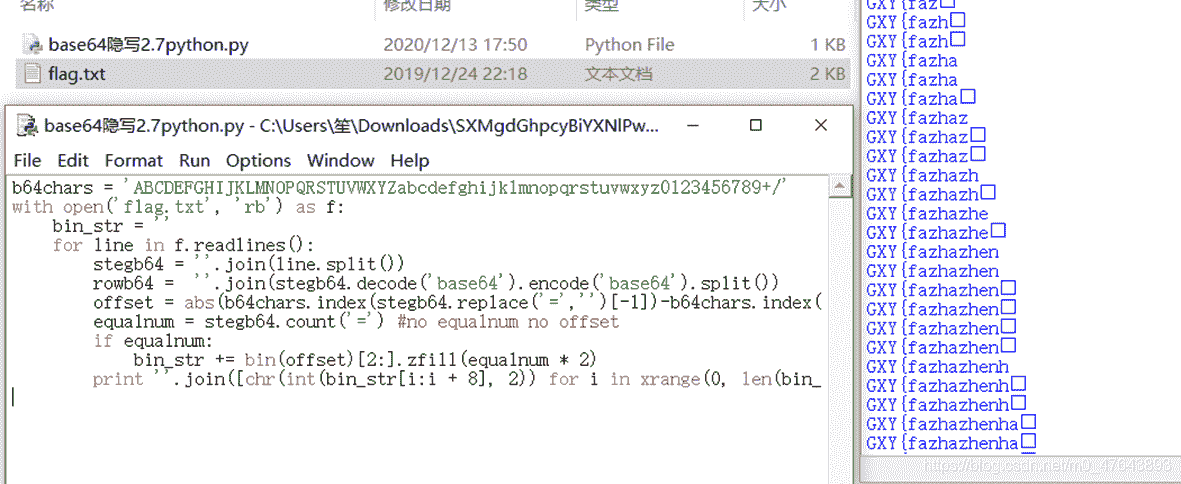 名称 修改日期 类型 大小
base64隐写2.7python.py 2020/12/13 17:50 Python File 1 KB
flag.txt 2019/12/24 22:18 文本文档 2 KB
base64隐写2.7python.py - C:\Users\笙\Downloads\SXMgdGhpcyBiYXNlPw...
File Edit Format Run Options Window Help
b64chars = 'ABCDEFGHIJKLMNOPQRSTUVWXYZabcdefghijklmnopqrstuvwxyz0123456789+/'
with open('flag.txt', 'rb') as f:
    bin_str = ''
    for line in f.readlines():
        stegb64 = ''.join(line.split())
        rowb64 = ''.join(stegb64.decode('base64').encode('base64').split())
        offset = abs(b64chars.index(stegb64.replace('=','')[-1])-b64chars.index(
        equalnum = stegb64.count('=') #no equalnum no offset
        if equalnum:
            bin_str += bin(offset)[2:].zfill(equalnum * 2)
        print ''.join([chr(int(bin_str[i:i + 8], 2)) for i in xrange(0, len(bin_
GXY{faz□
GXY{fazh□
GXY{fazh□
GXY{fazha
GXY{fazha
GXY{fazha□
GXY{fazhaz
GXY{fazhaz□
GXY{fazhaz□
GXY{fazhazh
GXY{fazhazh□
GXY{fazhazhe
GXY{fazhazhe□
GXY{fazhazhen
GXY{fazhazhen
GXY{fazhazhen□
GXY{fazhazhen□
GXY{fazhazhen□
GXY{fazhazhen□
GXY{fazhazhenh
GXY{fazhazhenh□
GXY{fazhazhenh□
GXY{fazhazhenha□
GXY{fazhazhenha□
https://blog.csdn.net/m0_47643893